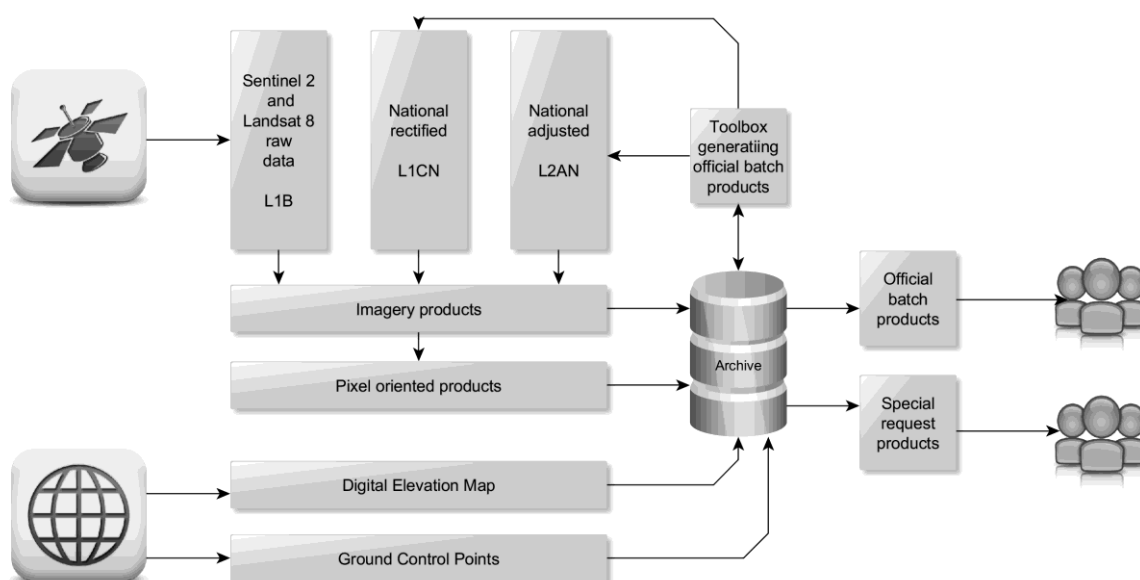 Sentinel 2
and
Landsat 8
raw
data
L1B
National
rectified
L1CN
National
adjusted
L2AN
Toolbox
generatiing
official batch
products
Imagery products
Pixel oriented products
Archive
Official
batch
products
Special
request
products
Digital Elevation Map
Ground Control Points